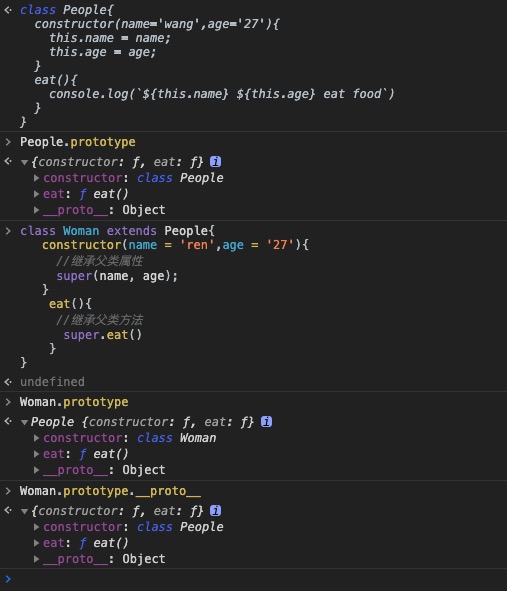 class People{
constructor(name='wang',age='27'){
this.name = name;
this.age = age;
}
eat(){
console.log(`${this.name} ${this.age} eat food`)
}
}
People.prototype
{constructor: ƒ, eat: ƒ} i
constructor: class People
eat: ƒ eat()
__proto__: Object
class Woman extends People{
constructor(name = 'ren',age = '27'){
//继承父类属性
super(name, age);
}
eat(){
//继承父类方法
super.eat()
}
}
undefined
Woman.prototype
People {constructor: ƒ, eat: ƒ} i
constructor: class Woman
eat: ƒ eat()
__proto__: Object
Woman.prototype.__proto__
{constructor: ƒ, eat: ƒ} i
constructor: class People
eat: ƒ eat()
__proto__: Object